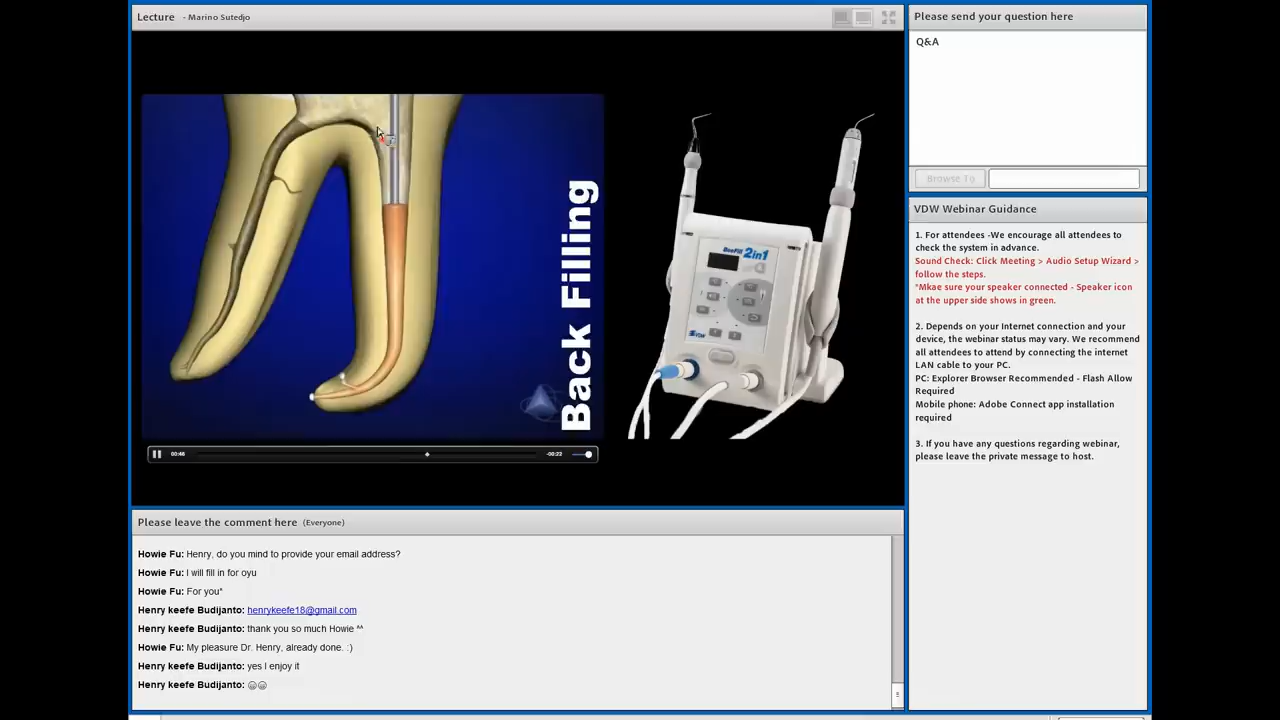 Lecture - Marino Sutedjo
Back Filling
BeeFill 2in1
VDW
00:46
-00:23
Please leave the comment here (Everyone)
Howie Fu: Henry, do you mind to provide your email address?
Howie Fu: I will fill in for oyu
Howie Fu: For you*
Henry keefe Budijanto: henrykeefe18@gmail.com
Henry keefe Budijanto: thank you so much Howie ^^
Howie Fu: My pleasure Dr. Henry, already done. :)
Henry keefe Budijanto: yes I enjoy it
Henry keefe Budijanto: 😄😄
Please send your question here
Q&A
Browse To
VDW Webinar Guidance
1. For attendees -We encourage all attendees to
check the system in advance.
Sound Check: Click Meeting > Audio Setup Wizard >
follow the steps.
*Mkae sure your speaker connected - Speaker icon
at the upper side shows in green.
2. Depends on your Internet connection and your
device, the webinar status may vary. We recommend
all attendees to attend by connecting the internet
LAN cable to your PC.
PC: Explorer Browser Recommended - Flash Allow
Required
Mobile phone: Adobe Connect app installation
required
3. If you have any questions regarding webinar,
please leave the private message to host.